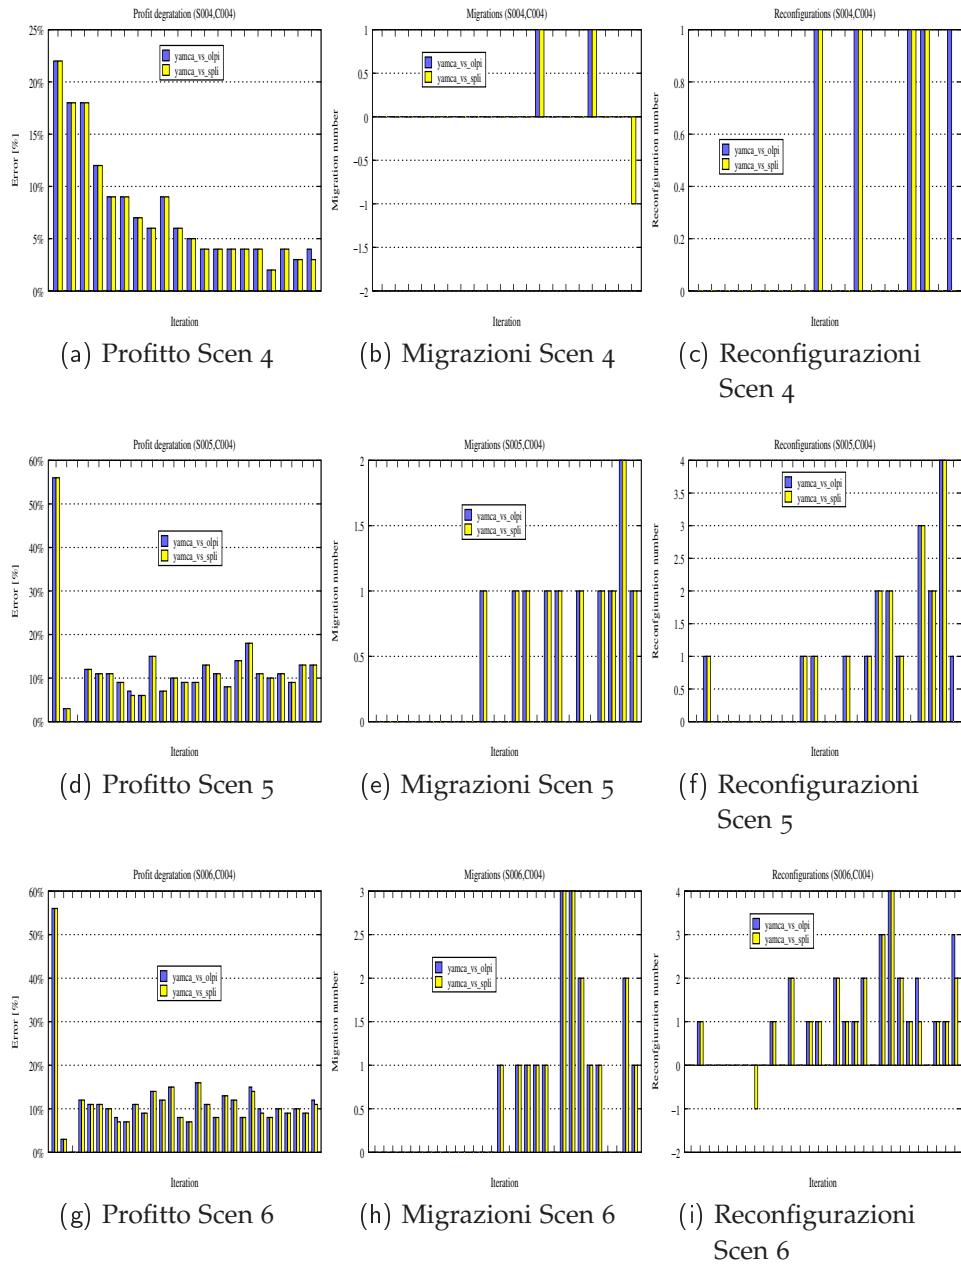 Profit degratation (S004,C004)
25%
20%
15%
10%
5%
0%
Error [%]
yamca_vs_olpi
yamca_vs_spli
Iteration
(a) Profitto Scen 4
Migrations (S004,C004)
1
0.5
0
−0.5
−1
−1.5
−2
Migration number
yamca_vs_olpi
yamca_vs_spli
Iteration
(b) Migrazioni Scen 4
Reconfigurations (S004,C004)
1
0.8
0.6
0.4
0.2
0
Reconfgiuration number
yamca_vs_olpi
yamca_vs_spli
Iteration
(c) Reconfigurazioni
Scen 4
Profit degratation (S005,C004)
60%
50%
40%
30%
20%
10%
0%
Error [%]
yamca_vs_olpi
yamca_vs_spli
Iteration
(d) Profitto Scen 5
Migrations (S005,C004)
2
1.5
1
0.5
0
Migration number
yamca_vs_olpi
yamca_vs_spli
Iteration
(e) Migrazioni Scen 5
Reconfigurations (S005,C004)
4
3.5
3
2.5
2
1.5
1
0.5
0
Reconfgiuration number
yamca_vs_olpi
yamca_vs_spli
Iteration
(f) Reconfigurazioni
Scen 5
Profit degratation (S006,C004)
60%
50%
40%
30%
20%
10%
0%
Error [%]
yamca_vs_olpi
yamca_vs_spli
Iteration
(g) Profitto Scen 6
Migrations (S006,C004)
3
2.5
2
1.5
1
0.5
0
Migration number
yamca_vs_olpi
yamca_vs_spli
Iteration
(h) Migrazioni Scen 6
Reconfigurations (S006,C004)
4
3
2
1
0
−1
−2
Reconfgiuration number
yamca_vs_olpi
yamca_vs_spli
Iteration
(i) Reconfigurazioni
Scen 6